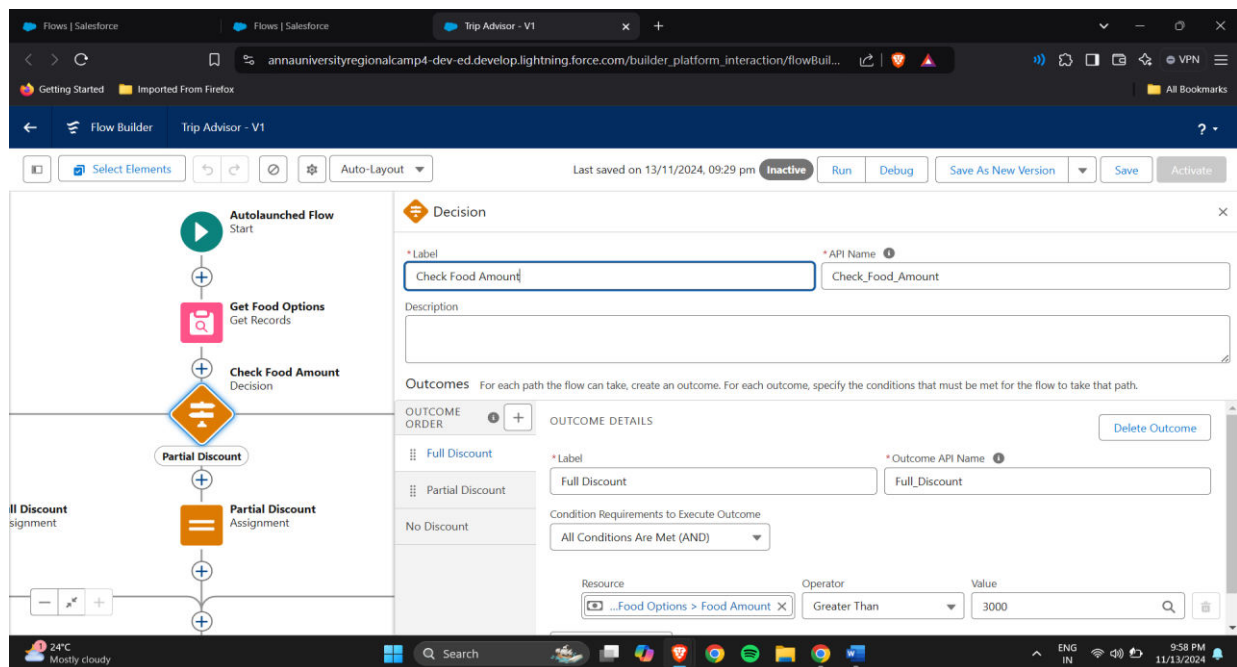 Flows | Salesforce
Flows | Salesforce
Trip Advisor - V1
annauniversityregionalcamp4-dev-ed.develop.lightning.force.com/builder_platform_interaction/flowBuil...
VPN
Getting Started
Imported From Firefox
All Bookmarks
Flow Builder
Trip Advisor - V1
?
Select Elements
Auto-Layout
Last saved on 13/11/2024, 09:29 pm
Inactive
Run
Debug
Save As New Version
Save
Activate
Autolaunched Flow
Start
Get Food Options
Get Records
Check Food Amount
Decision
Partial Discount
ll Discount
signment
Partial Discount
Assignment
Decision
*Label
Check Food Amount
*API Name
Check_Food_Amount
Description
Outcomes For each path the flow can take, create an outcome. For each outcome, specify the conditions that must be met for the flow to take that path.
OUTCOME
ORDER
Full Discount
Partial Discount
No Discount
OUTCOME DETAILS
Delete Outcome
*Label
Full Discount
*Outcome API Name
Full_Discount
Condition Requirements to Execute Outcome
All Conditions Are Met (AND)
Resource
...Food Options > Food Amount
Operator
Greater Than
Value
3000
1
24°C
Mostly cloudy
Search
ENG
IN
9:58 PM
11/13/2024